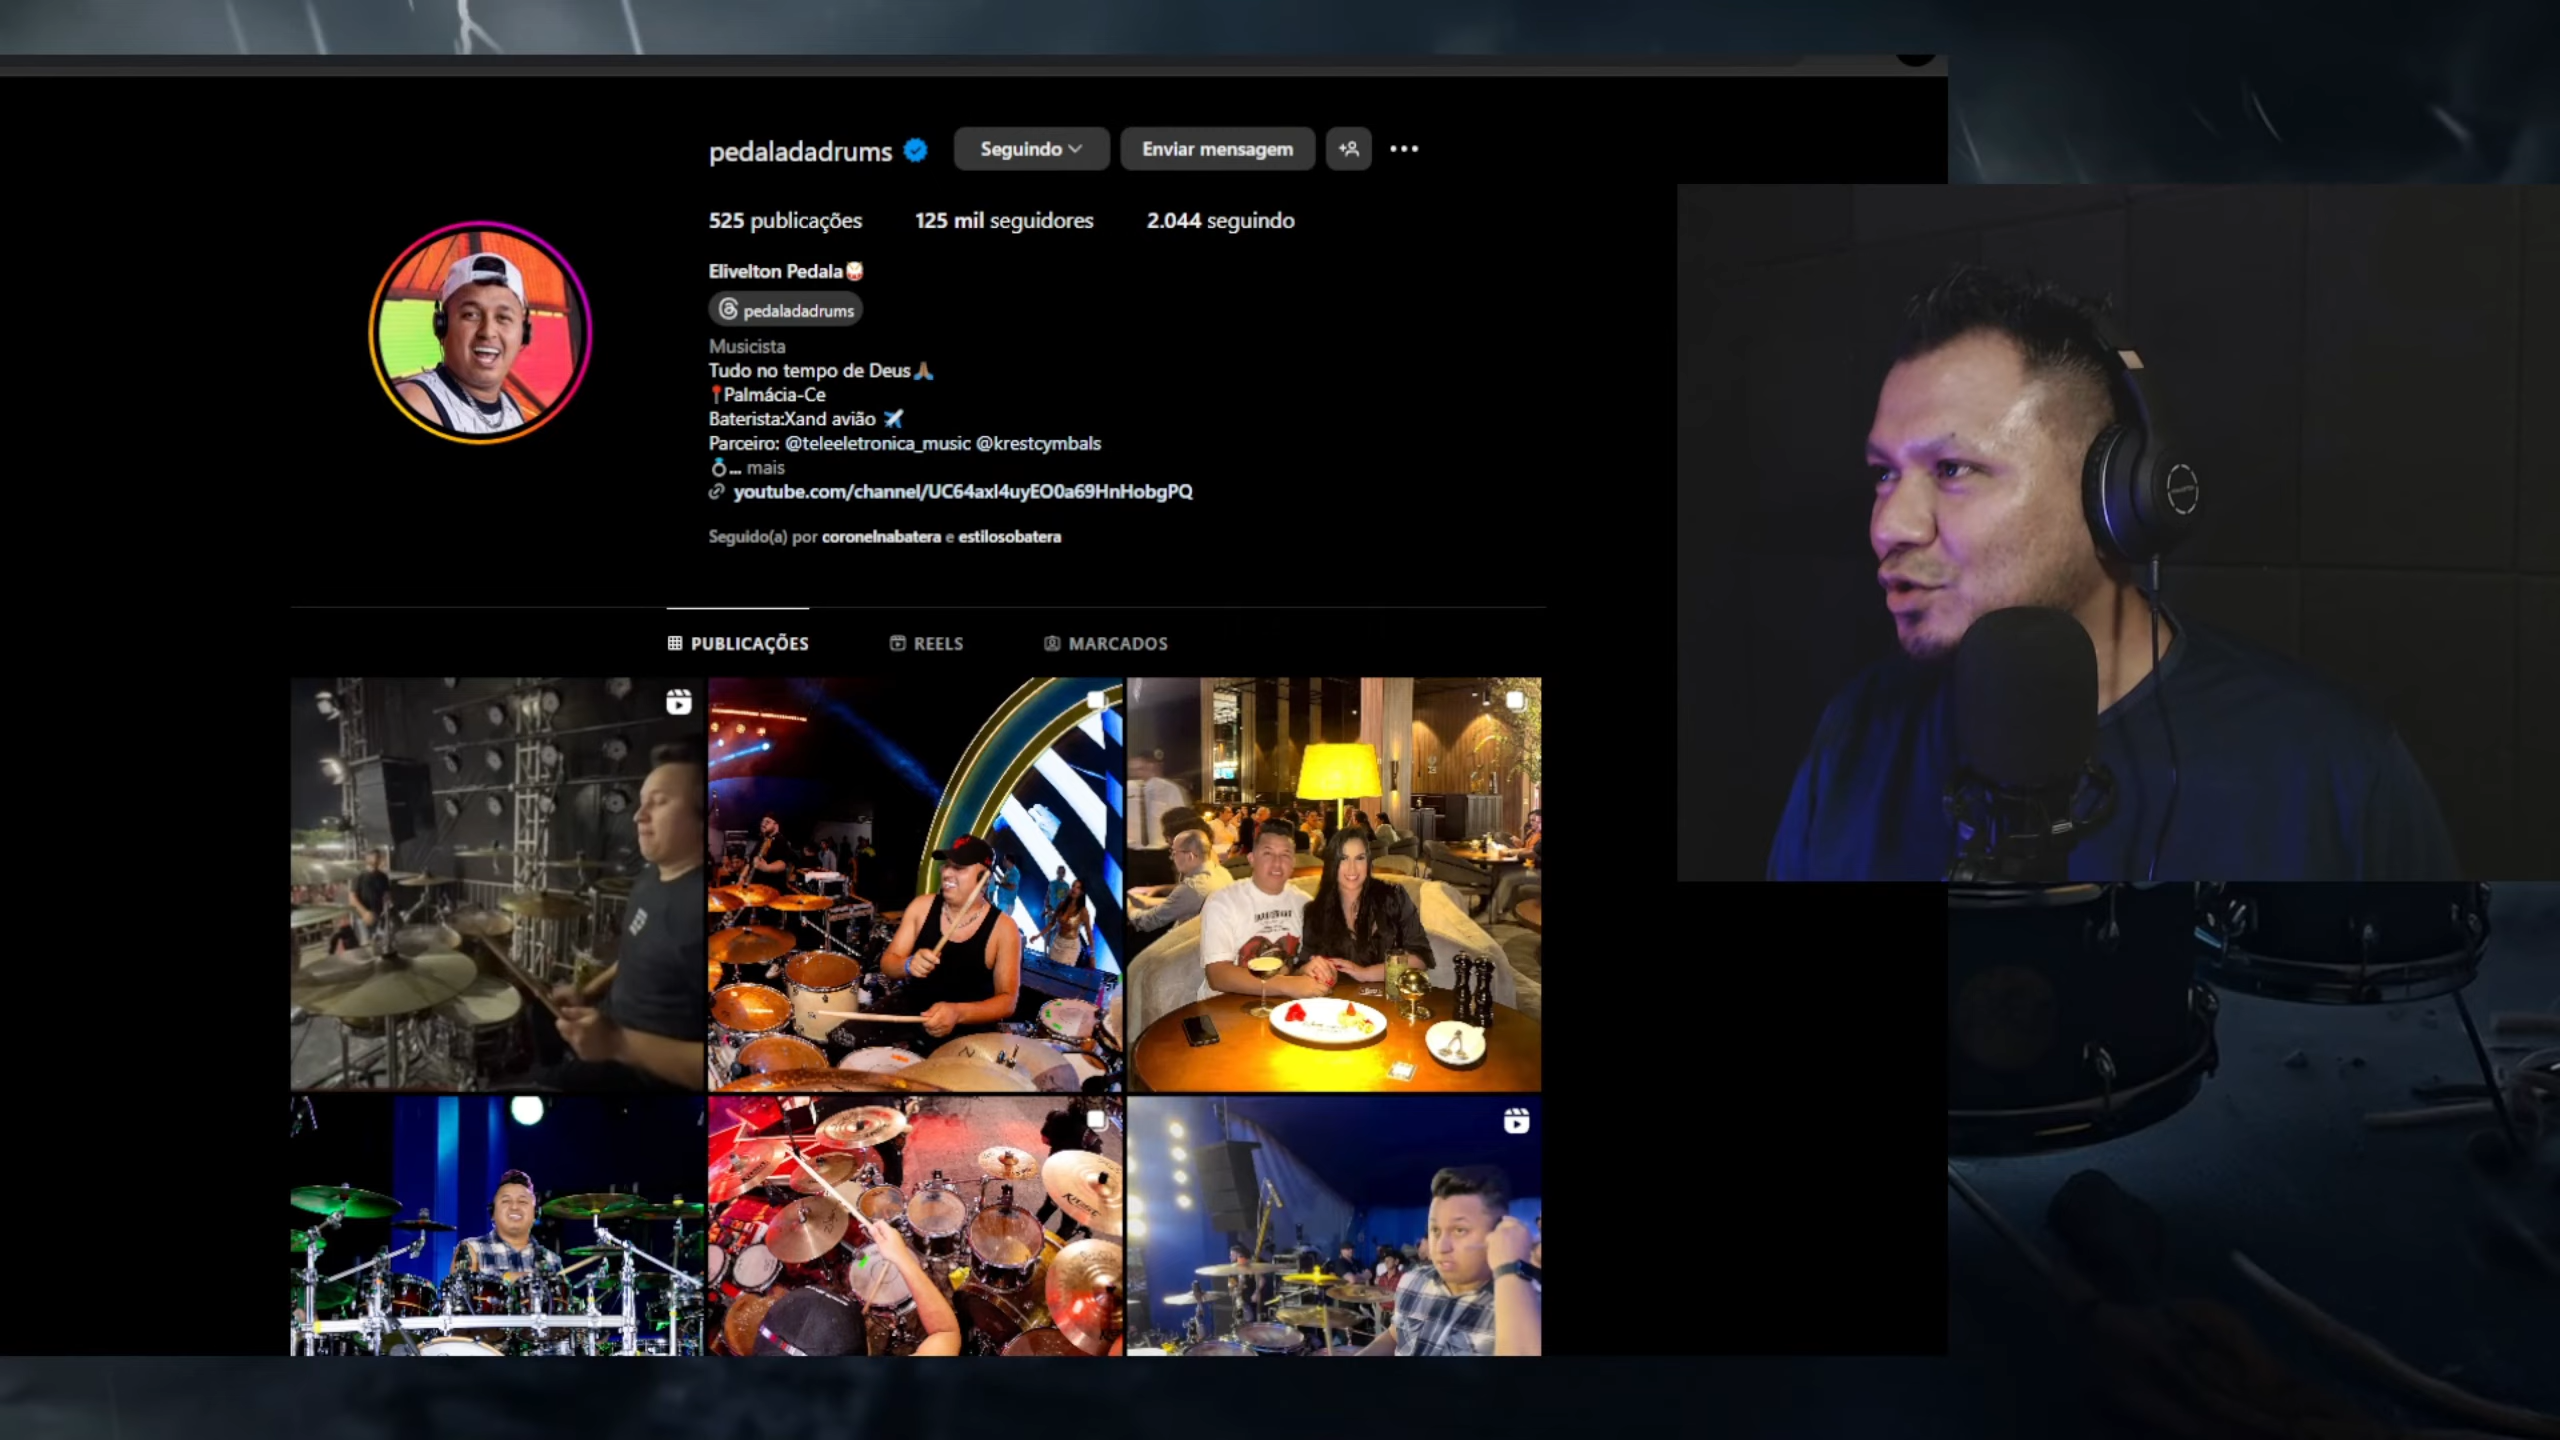 pedaladadrums
Seguindo
Enviar mensagem
525 publicações
125 mil seguidores
2.044 seguindo
Elivelton Pedala🥁
pedaladadrums
Musicista
Tudo no tempo de Deus🙏🏽
📍Palmácia-Ce
Baterista:Xand avião ✈️
Parceiro: @teleeletronica_music @krestcymbals
💍... mais
youtube.com/channel/UC64axl4uyEO0a69HnHobgPQ
Seguido(a) por coronelnabatera e estilosobatera
PUBLICAÇÕES
REELS
MARCADOS